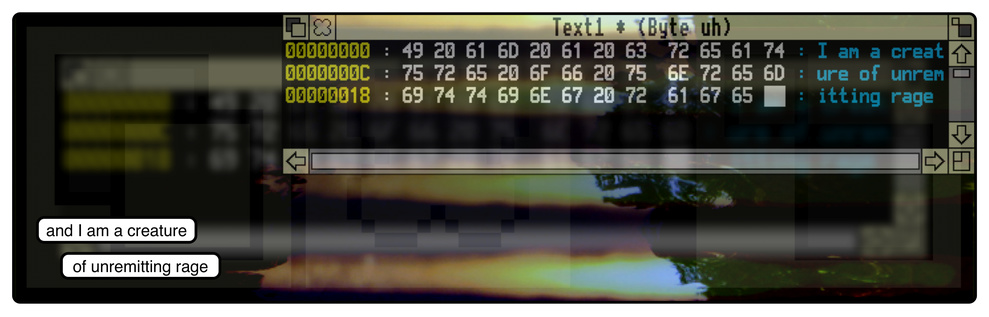 Text1 * (Byte uh)
00000000 : 49 20 61 6D 20 61 20 63 72 65 61 74 : I am a creat
0000000C : 75 72 65 20 6F 66 20 75 6E 72 65 6D : ure of unrem
00000018 : 69 74 74 69 6E 67 20 72 61 67 65 : itting rage
and I am a creature
of unremitting rage